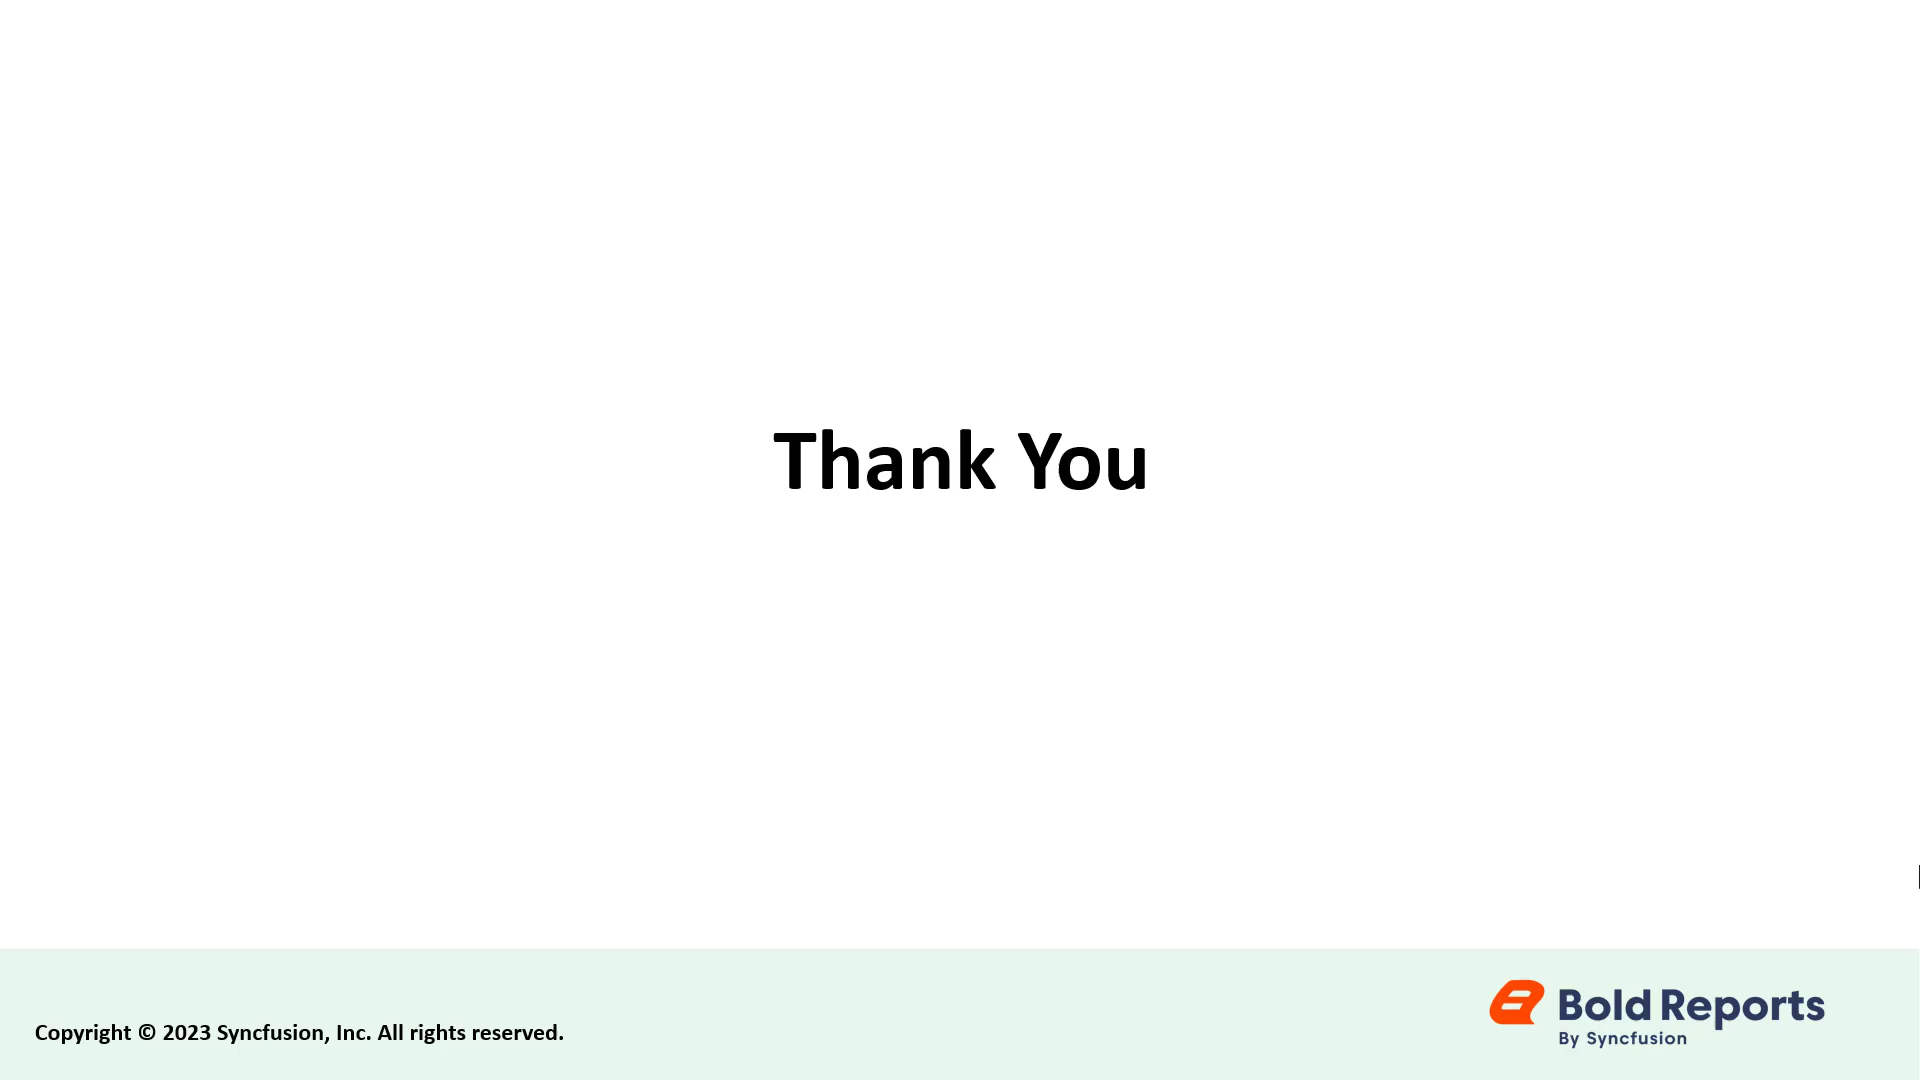 Thank You
Copyright © 2023 Syncfusion, Inc. All rights reserved.
Bold Reports
By Syncfusion